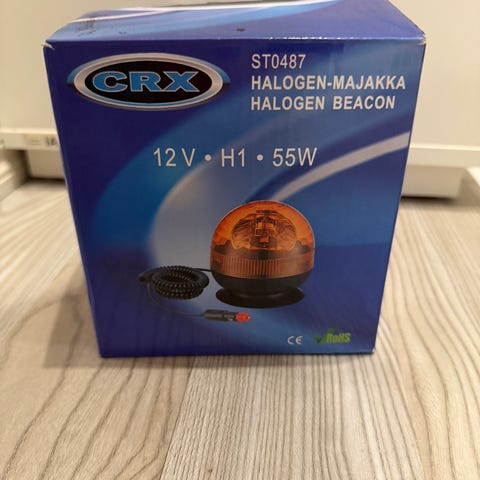 CRX
ST0487
HALOGEN-MAJAKKA
HALOGEN BEACON
12 V • H1 • 55W
CE
RoHS